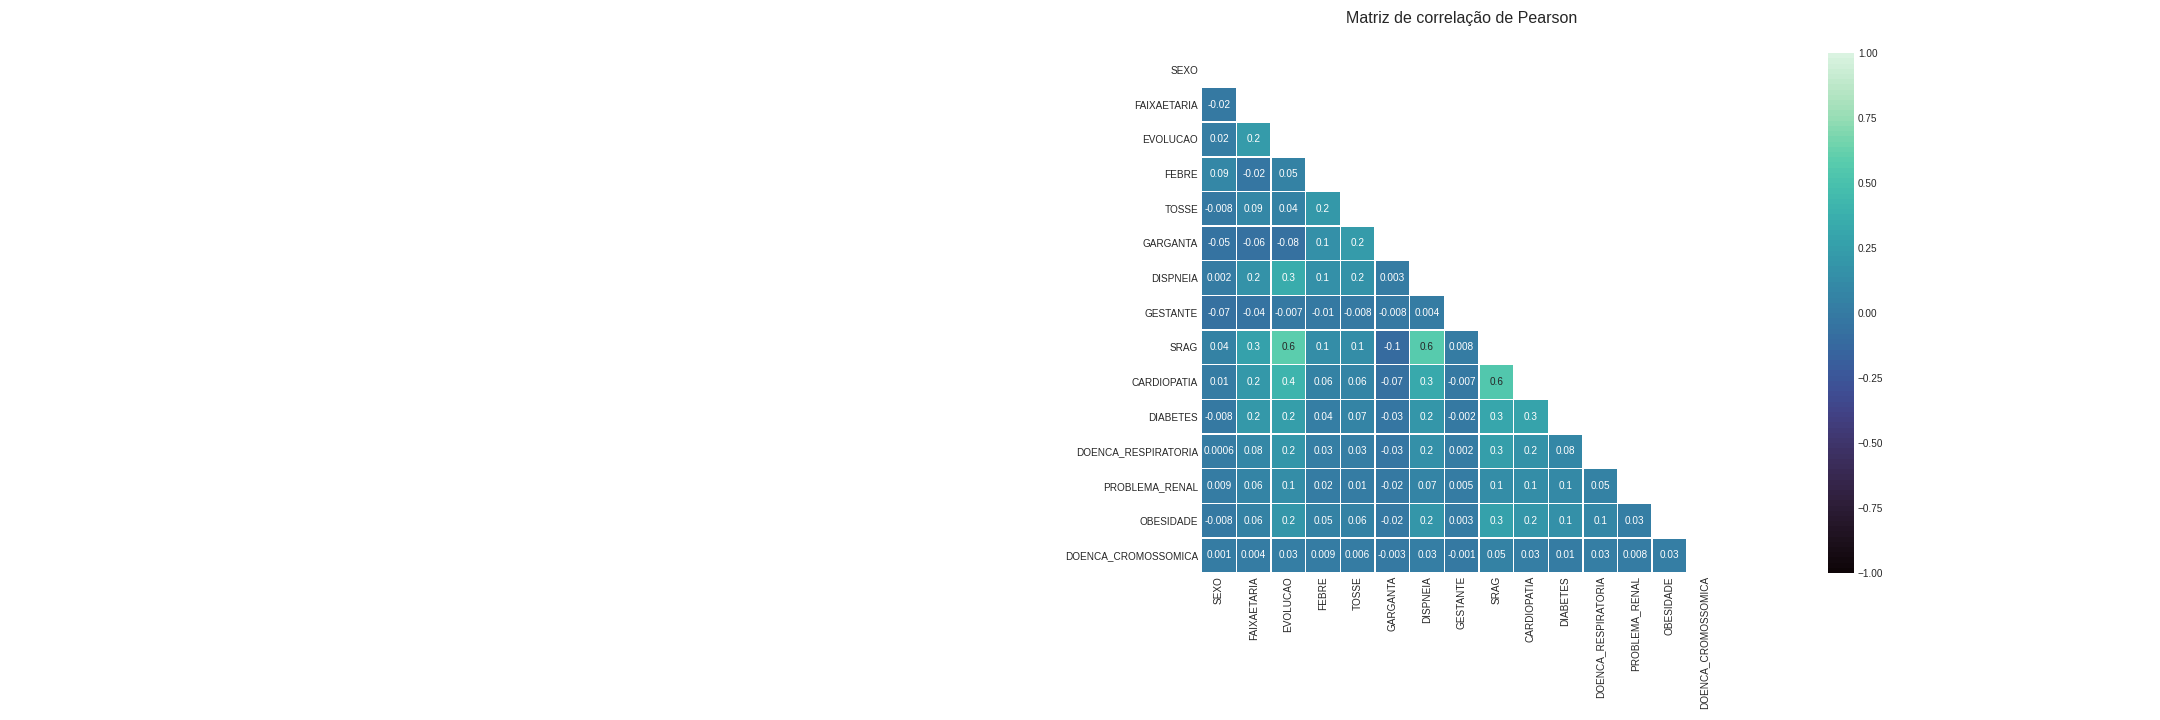 Matriz de correlação de Pearson
SEXO
FAIXAETARIA -0.02
EVOLUCAO 0.02 0.2
FEBRE 0.09 -0.02 0.05
TOSSE -0.008 0.09 0.04 0.2
GARGANTA -0.05 -0.06 -0.08 0.1 0.2
DISPNEIA 0.002 0.2 0.3 0.1 0.2 0.003
GESTANTE -0.07 -0.04 -0.007 -0.01 -0.008 -0.008 0.004
SRAG 0.04 0.3 0.6 0.1 0.1 -0.1 0.6 0.008
CARDIOPATIA 0.01 0.2 0.4 0.06 0.06 -0.07 0.3 -0.007 0.6
DIABETES -0.008 0.2 0.2 0.04 0.07 -0.03 0.2 -0.002 0.3 0.3
DOENCA_RESPIRATORIA 0.0006 0.08 0.2 0.03 0.03 -0.03 0.2 0.002 0.3 0.2 0.08
PROBLEMA_RENAL 0.009 0.06 0.1 0.02 0.01 -0.02 0.07 0.005 0.1 0.1 0.1 0.05
OBESIDADE -0.008 0.06 0.2 0.05 0.06 -0.02 0.2 0.003 0.3 0.2 0.1 0.1 0.03
DOENCA_CROMOSSOMICA 0.001 0.004 0.03 0.009 0.006 -0.003 0.03 -0.001 0.05 0.03 0.01 0.03 0.008 0.03
SEXO
FAIXAETARIA
EVOLUCAO
FEBRE
TOSSE
GARGANTA
DISPNEIA
GESTANTE
SRAG
CARDIOPATIA
DIABETES
DOENCA_RESPIRATORIA
PROBLEMA_RENAL
OBESIDADE
DOENCA_CROMOSSOMICA
1.00
0.75
0.50
0.25
0.00
−0.25
−0.50
−0.75
−1.00